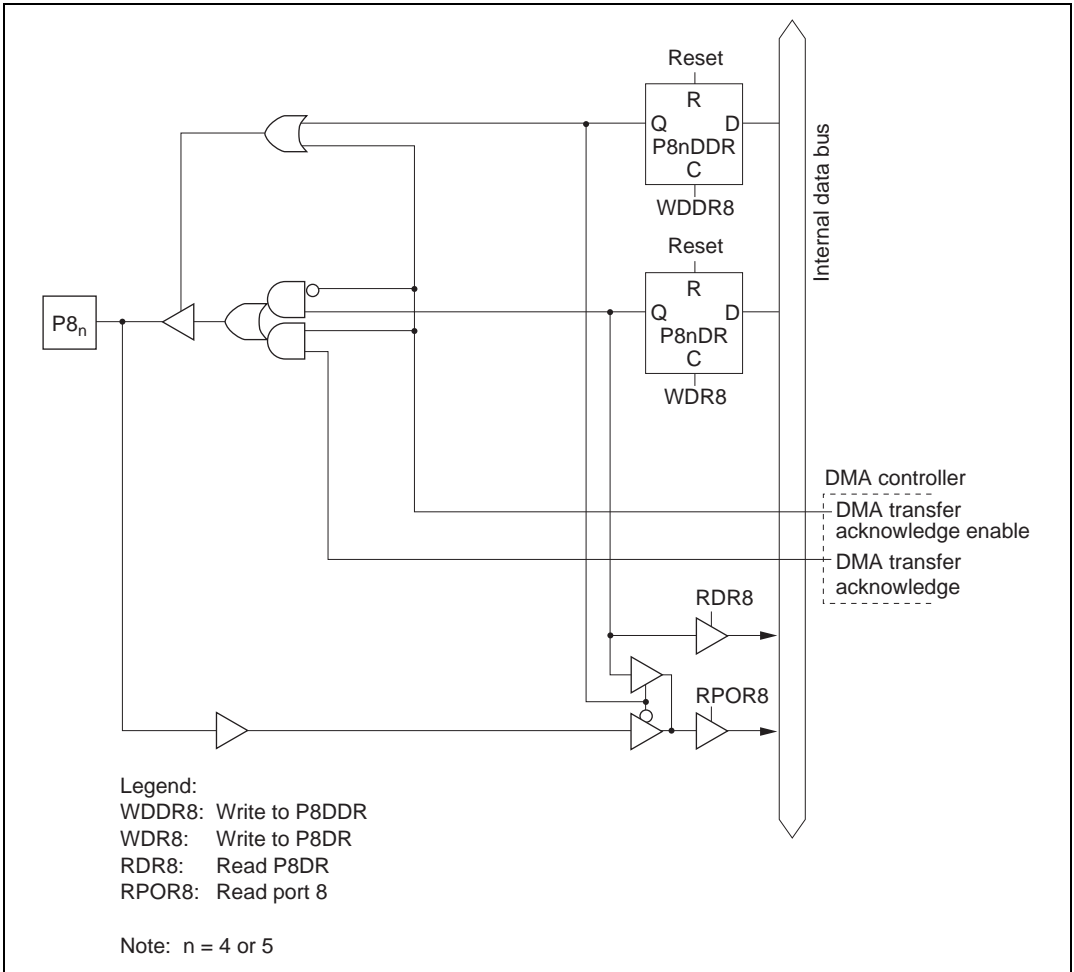 Reset
R
Q D
P8nDDR
C
WDDR8
Internal data bus
Reset
R
Q D
P8nDR
C
WDR8
P8n
DMA controller
DMA transfer
acknowledge enable
DMA transfer
acknowledge
RDR8
RPOR8
Legend:
WDDR8: Write to P8DDR
WDR8: Write to P8DR
RDR8: Read P8DR
RPOR8: Read port 8
Note: n = 4 or 5